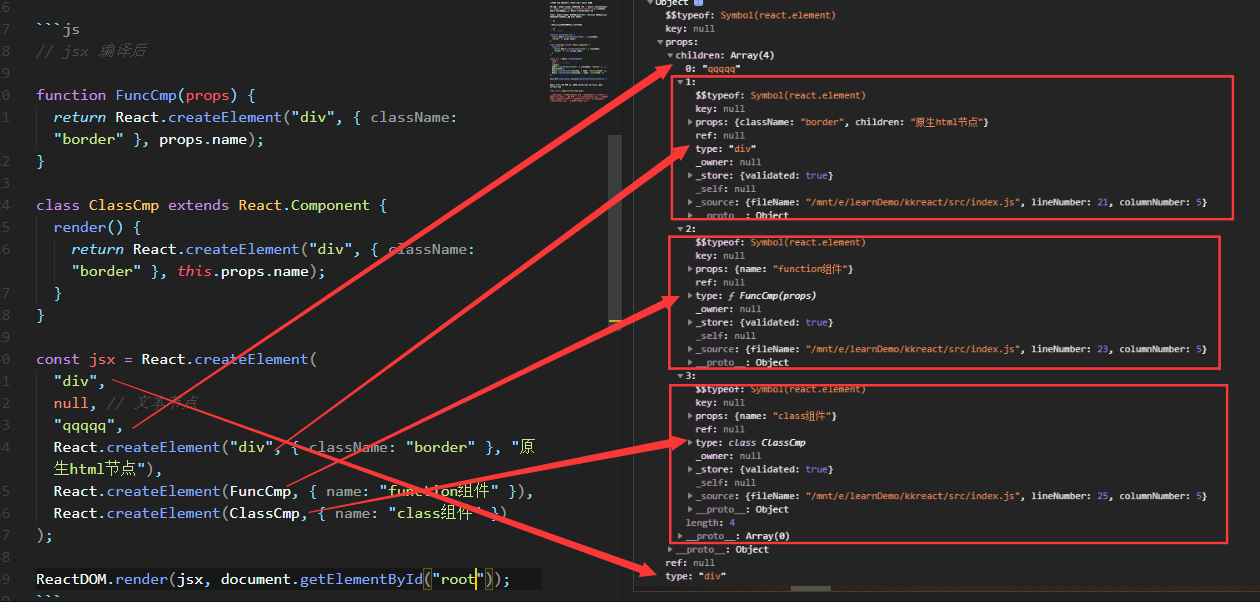 ```js
// jsx 编译后
function FuncCmp(props) {
return React.createElement("div", { className:
"border" }, props.name);
}
class ClassCmp extends React.Component {
render() {
return React.createElement("div", { className:
"border" }, this.props.name);
}
}
const jsx = React.createElement(
"div",
null, // 文本节点
"qqqqq",
React.createElement("div", { className: "border" }, "原
生html节点"),
React.createElement(FuncCmp, { name: "function组件" }),
React.createElement(ClassCmp, { name: "class组件" })
);
ReactDOM.render(jsx, document.getElementById("root"));
```
Object
$$typeof: Symbol(react.element)
key: null
props:
children: Array(4)
0: "qqqqq"
1:
$$typeof: Symbol(react.element)
key: null
props: {className: "border", children: "原生html节点"}
ref: null
type: "div"
_owner: null
_store: {validated: true}
_self: null
_source: {fileName: "/mnt/e/learnDemo/kkreact/src/index.js", lineNumber: 21, columnNumber: 5}
__proto__: Object
2:
$$typeof: Symbol(react.element)
key: null
props: {name: "function组件"}
ref: null
type: ƒ FuncCmp(props)
_owner: null
_store: {validated: true}
_self: null
_source: {fileName: "/mnt/e/learnDemo/kkreact/src/index.js", lineNumber: 23, columnNumber: 5}
__proto__: Object
3:
$$typeof: Symbol(react.element)
key: null
props: {name: "class组件"}
ref: null
type: class ClassCmp
_owner: null
_store: {validated: true}
_self: null
_source: {fileName: "/mnt/e/learnDemo/kkreact/src/index.js", lineNumber: 25, columnNumber: 5}
__proto__: Object
length: 4
__proto__: Array(0)
__proto__: Object
ref: null
type: "div"